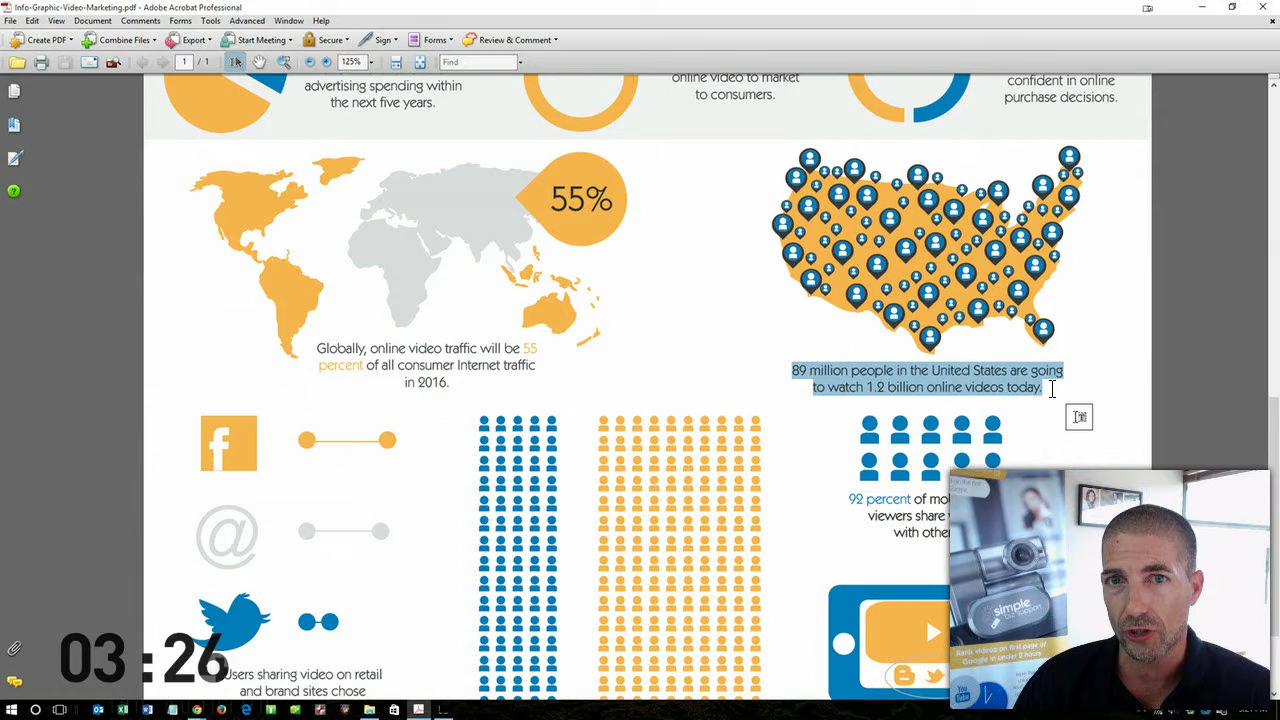 Info-Graphic-Video-Marketing.pdf - Adobe Acrobat Professional
File Edit View Document Comments Forms Tools Advanced Window Help
Create PDF Combine Files Export Start Meeting Secure Sign Forms Review & Comment
1 / 1 125% Find
advertising spending within
the next five years.
online video to market
to consumers.
confident in online
purchase decisions.
55%
Globally, online video traffic will be 55
percent of all consumer Internet traffic
in 2016.
89 million people in the United States are going
to watch 1.2 billion online videos today.
f
@
92 percent of mo
viewers share
with othe
03:26
Users sharing video on retail
and brand sites chose
simple
biz support
Rank videos on first page of
Google in under 2 hours
You
Tube